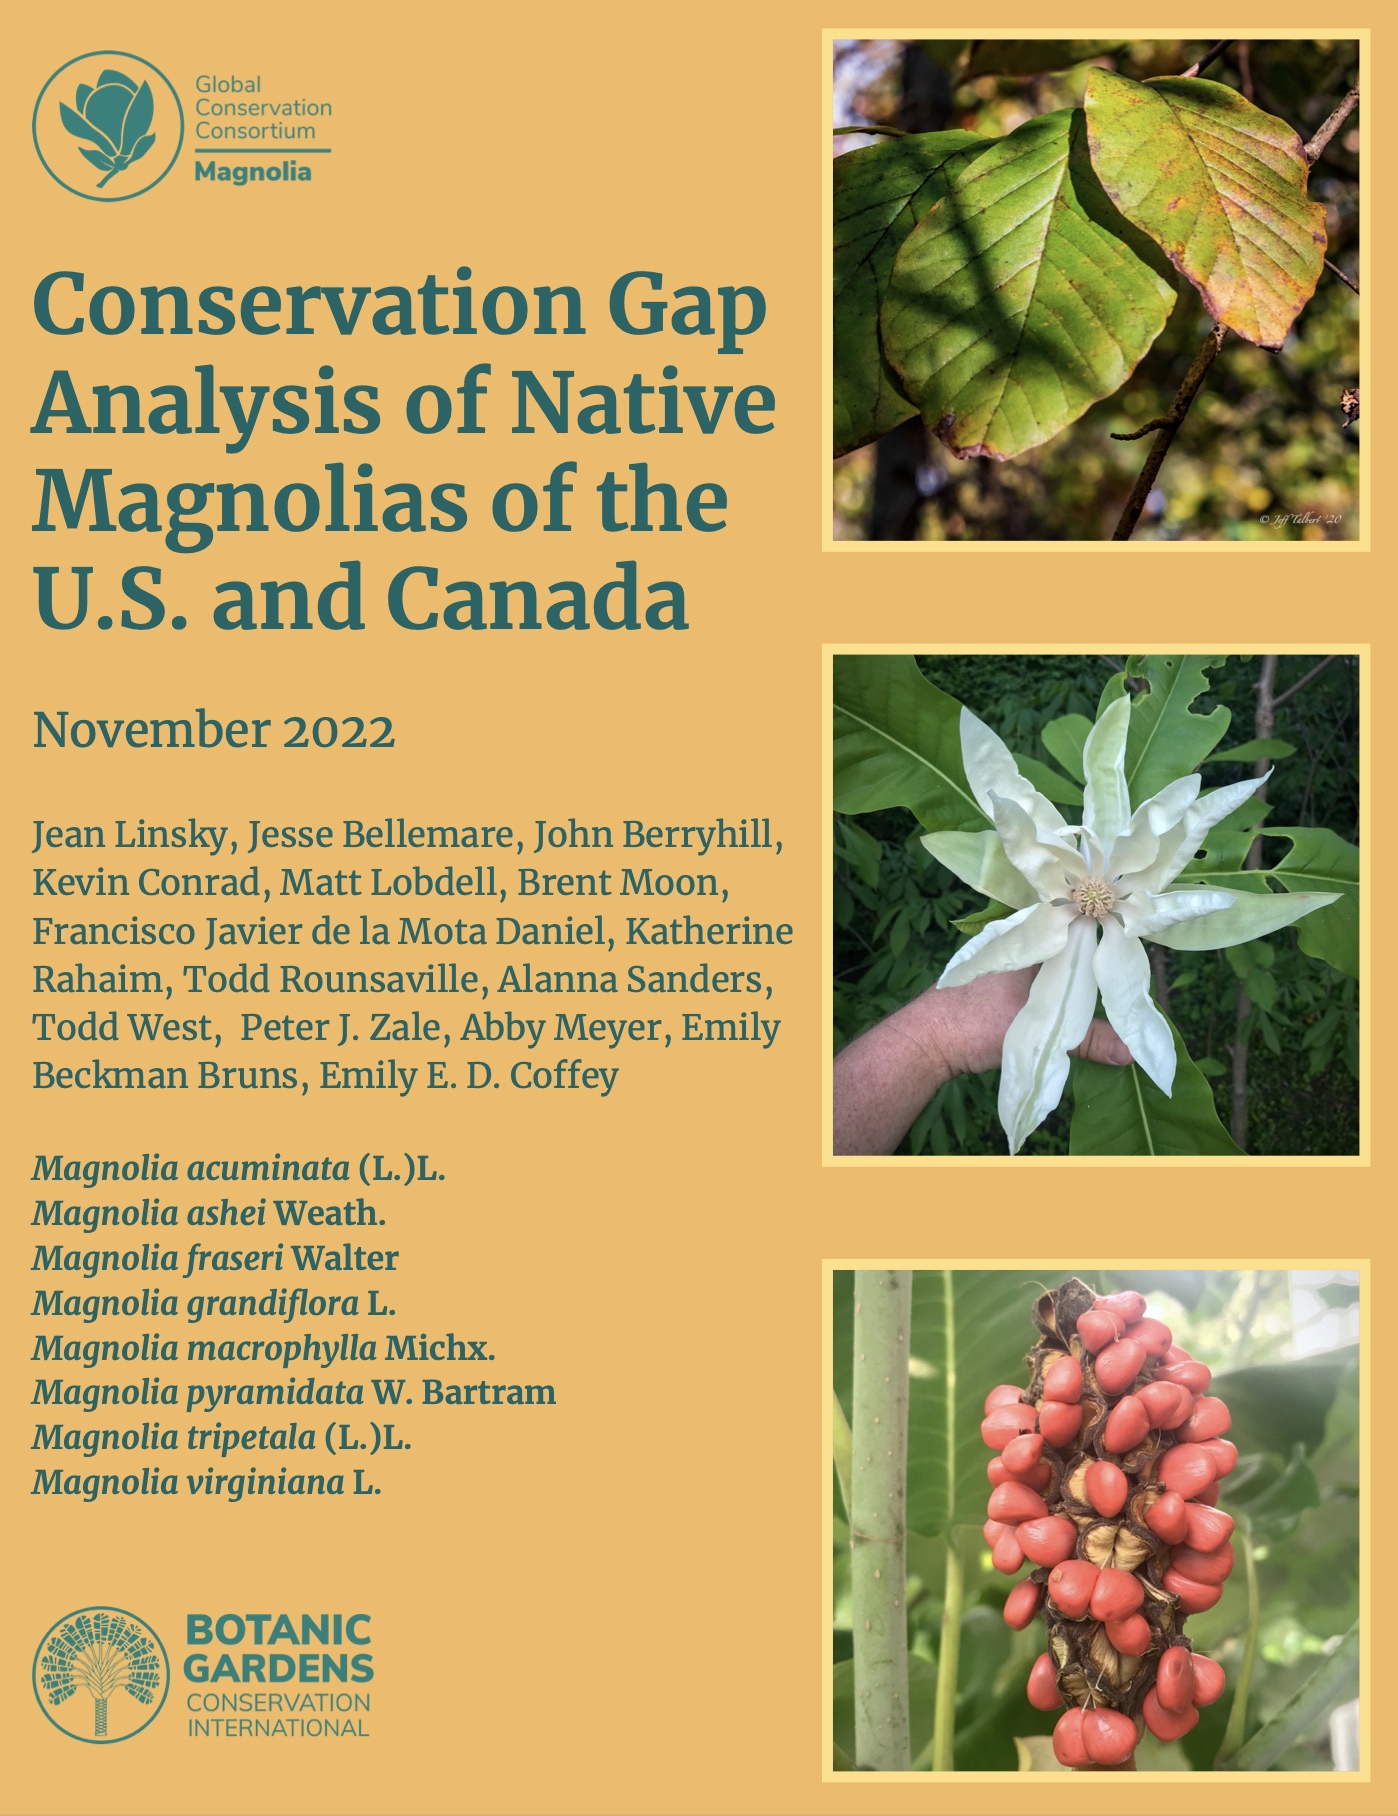 Global
Conservation
Consortium
Magnolia
Conservation Gap
Analysis of Native
Magnolias of the
U.S. and Canada
November 2022
Jean Linsky, Jesse Bellemare, John Berryhill,
Kevin Conrad, Matt Lobdell, Brent Moon,
Francisco Javier de la Mota Daniel, Katherine
Rahaim, Todd Rounsaville, Alanna Sanders,
Todd West,  Peter J. Zale, Abby Meyer, Emily
Beckman Bruns, Emily E. D. Coffey
Magnolia acuminata (L.)L.
Magnolia ashei Weath.
Magnolia fraseri Walter
Magnolia grandiflora L.
Magnolia macrophylla Michx.
Magnolia pyramidata W. Bartram
Magnolia tripetala (L.)L.
Magnolia virginiana L.
BOTANIC
GARDENS
CONSERVATION
INTERNATIONAL
© Jeff Talbert '20